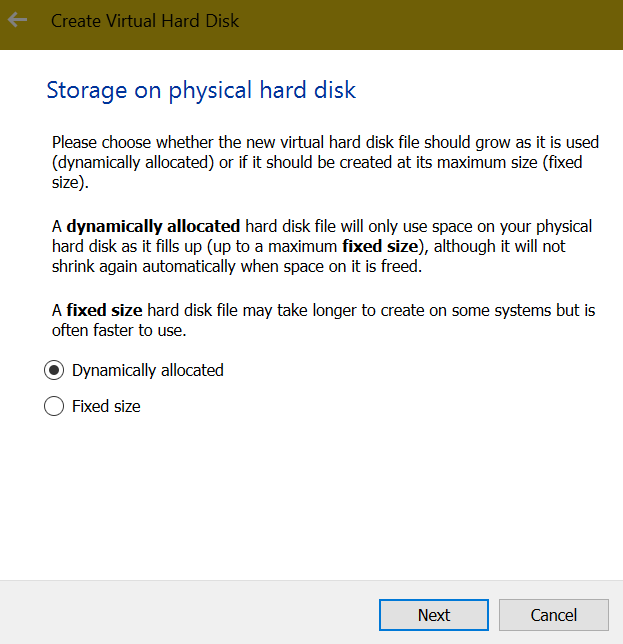 Create Virtual Hard Disk
Storage on physical hard disk
Please choose whether the new virtual hard disk file should grow as it is used
(dynamically allocated) or if it should be created at its maximum size (fixed
size).
A dynamically allocated hard disk file will only use space on your physical
hard disk as it fills up (up to a maximum fixed size), although it will not
shrink again automatically when space on it is freed.
A fixed size hard disk file may take longer to create on some systems but is
often faster to use.
Dynamically allocated
Fixed size
Next
Cancel